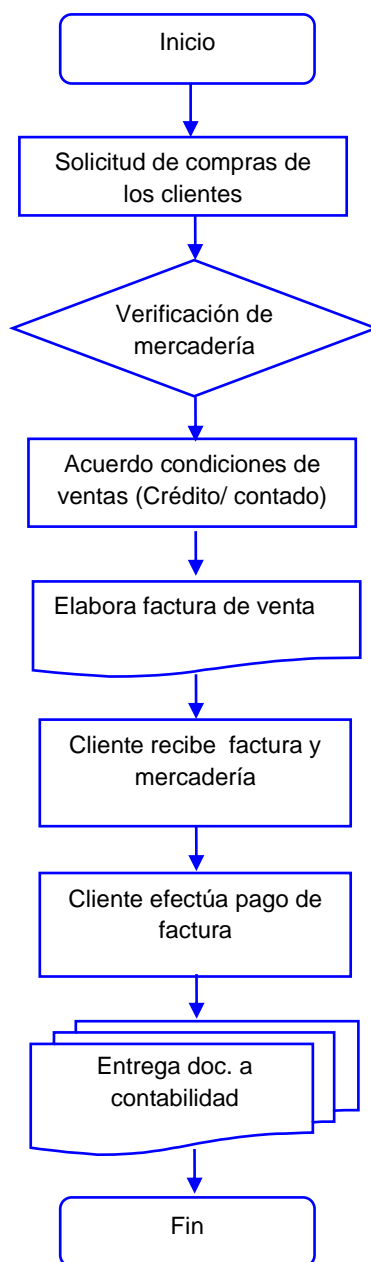 Inicio
Solicitud de compras de
los clientes
Verificación de
mercadería
Acuerdo condiciones de
ventas (Crédito/ contado)
Elabora factura de venta
Cliente recibe factura y
mercadería
Cliente efectúa pago de
factura
Entrega doc. a
contabilidad
Fin